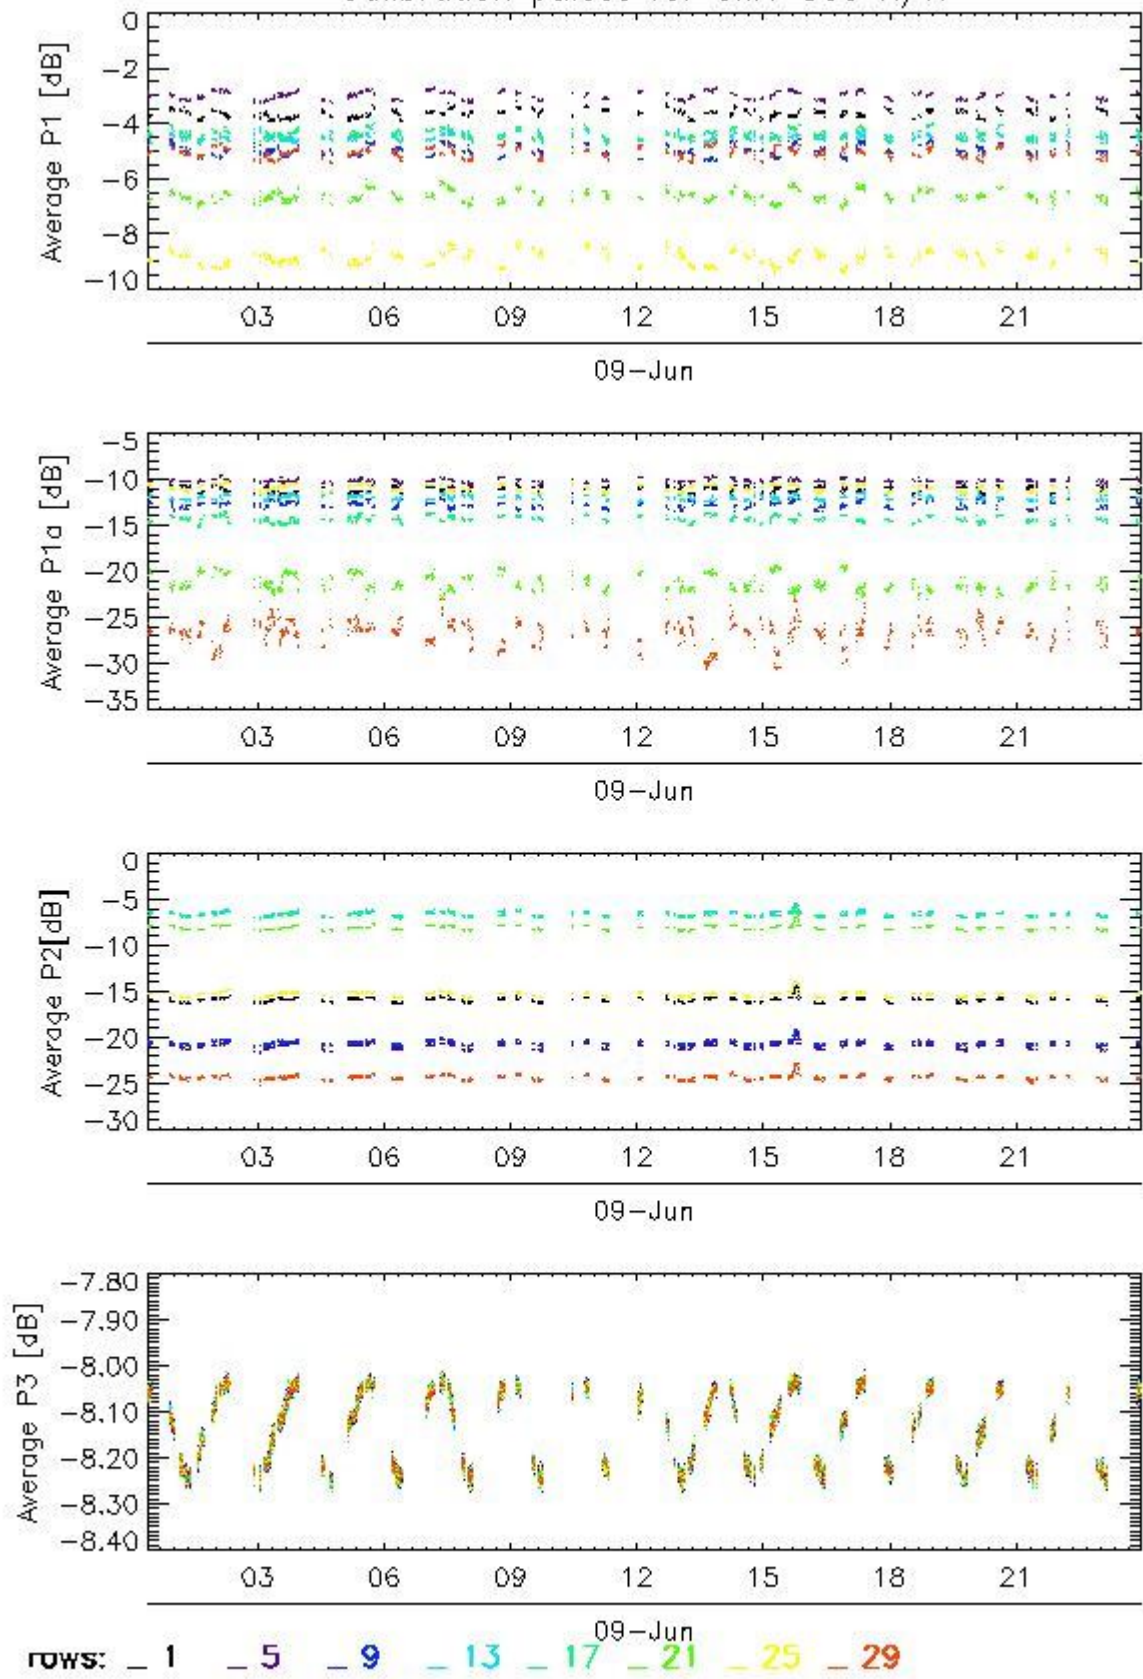 0
-2
-4
-6
-8
-10
Average P1 [dB]
03 06 09 12 15 18 21
09-Jun
-5
-10
-15
-20
-25
-30
-35
Average P1a [dB]
03 06 09 12 15 18 21
09-Jun
0
-5
-10
-15
-20
-25
-30
Average P2[dB]
03 06 09 12 15 18 21
09-Jun
-7.80
-7.90
-8.00
-8.10
-8.20
-8.30
-8.40
Average P3 [dB]
03 06 09 12 15 18 21
09-Jun
rows: _ 1 _ 5 _ 9 _ 13 _ 17 _ 21 _ 25 _ 29